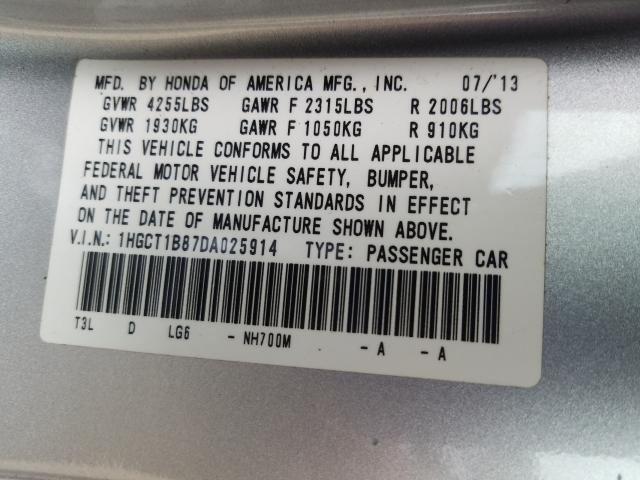 MFD. BY HONDA OF AMERICA MFG., INC. 07/'13
GVWR 4255LBS GAWR F 2315LBS R 2006LBS
GVWR 1930KG GAWR F 1050KG R 910KG
THIS VEHICLE CONFORMS TO ALL APPLICABLE
FEDERAL MOTOR VEHICLE SAFETY, BUMPER,
AND THEFT PREVENTION STANDARDS IN EFFECT
ON THE DATE OF MANUFACTURE SHOWN ABOVE.
V.I.N.: 1HGCT1B87DA025914 TYPE: PASSENGER CAR
T3L D LG6 - NH700M - A - A